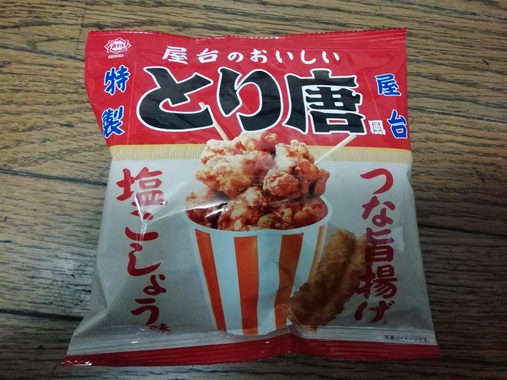 屋台のおいしい
特製
とり唐風
屋台
塩こしょう味
つな旨揚げ
写真はイメージです。